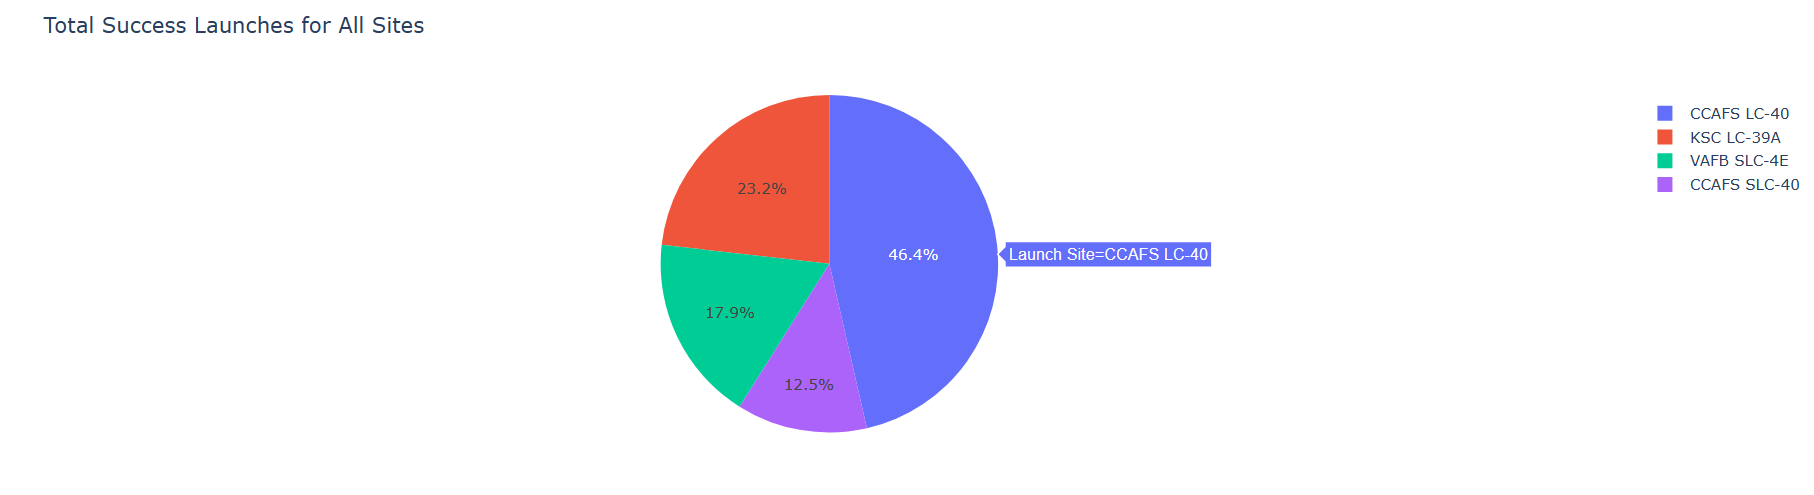 Total Success Launches for All Sites
CCAFS LC-40
KSC LC-39A
VAFB SLC-4E
CCAFS SLC-40
23.2%
46.4%
Launch Site=CCAFS LC-40
17.9%
12.5%